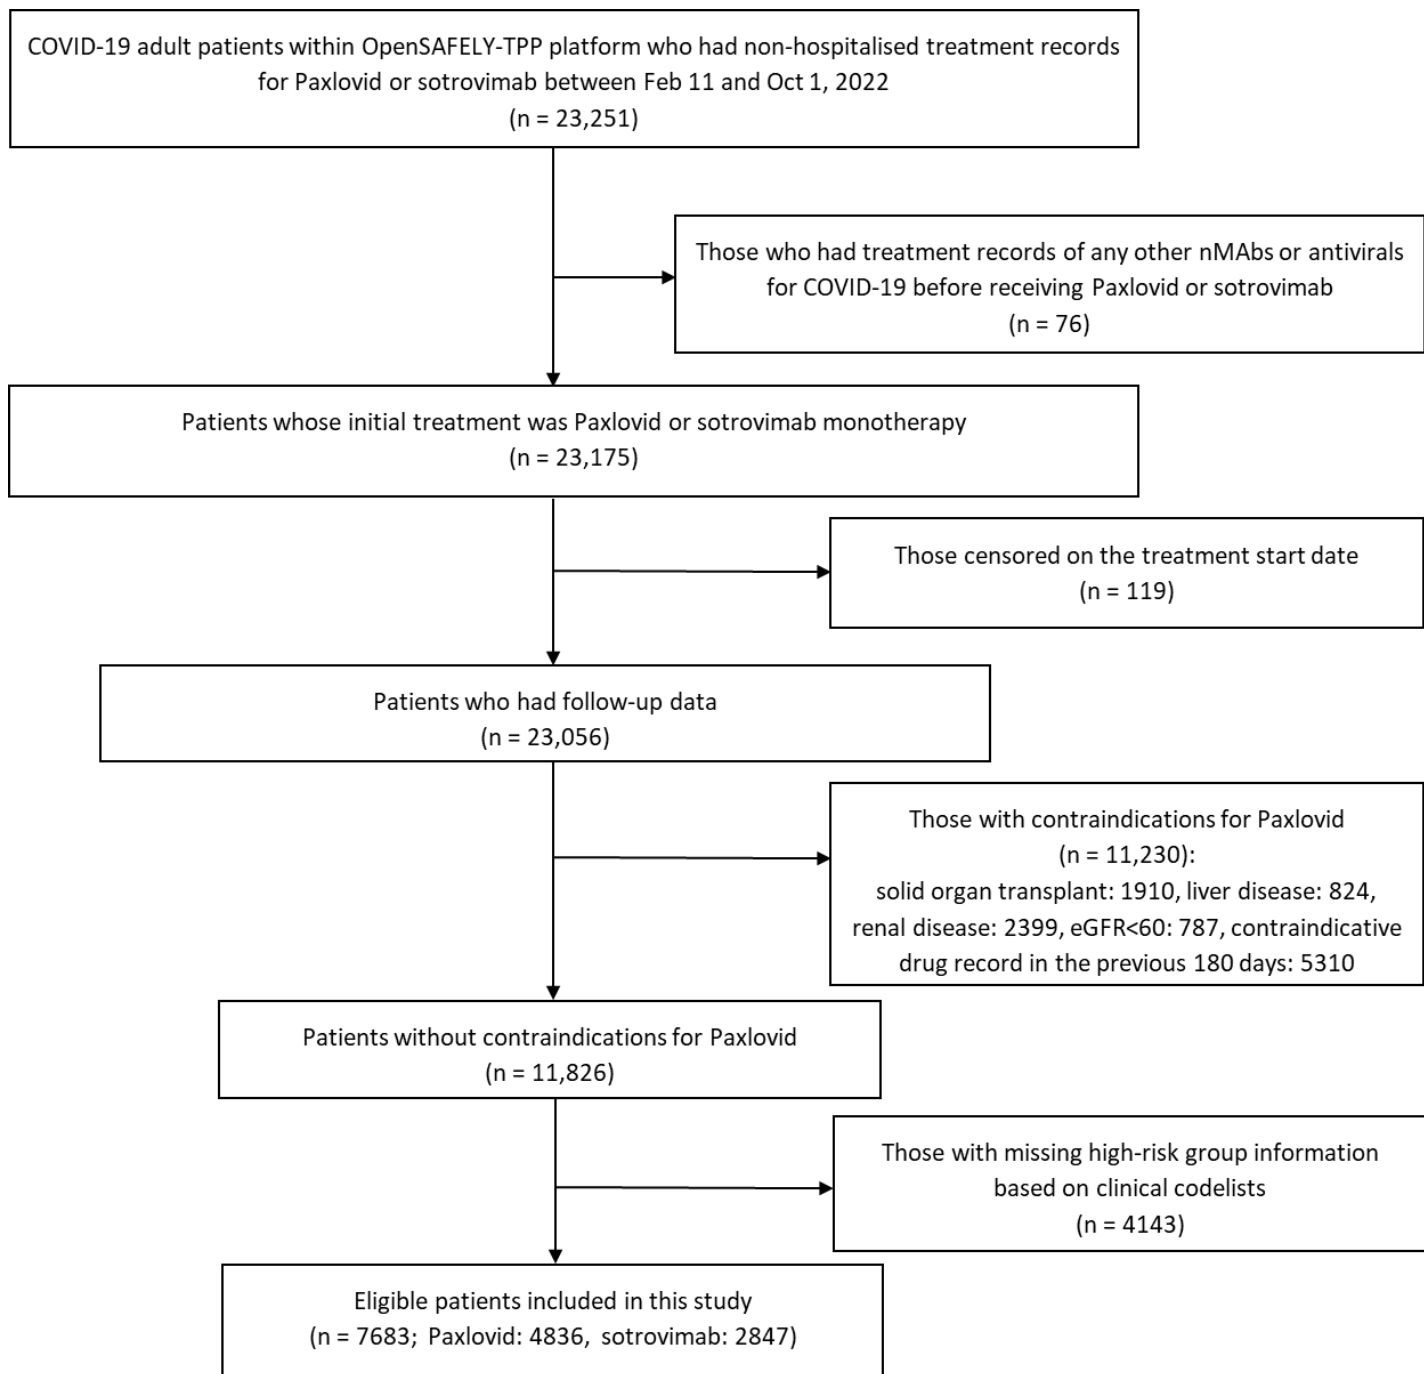 COVID-19 adult patients within OpenSAFELY-TPP platform who had non-hospitalised treatment records
for Paxlovid or sotrovimab between Feb 11 and Oct 1, 2022
(n = 23,251)
Those who had treatment records of any other nMAbs or antivirals
for COVID-19 before receiving Paxlovid or sotrovimab
(n = 76)
Patients whose initial treatment was Paxlovid or sotrovimab monotherapy
(n = 23,175)
Those censored on the treatment start date
(n = 119)
Patients who had follow-up data
(n = 23,056)
Those with contraindications for Paxlovid
(n = 11,230):
solid organ transplant: 1910, liver disease: 824,
renal disease: 2399, eGFR<60: 787, contraindicative
drug record in the previous 180 days: 5310
Patients without contraindications for Paxlovid
(n = 11,826)
Those with missing high-risk group information
based on clinical codelists
(n = 4143)
Eligible patients included in this study
(n = 7683; Paxlovid: 4836, sotrovimab: 2847)